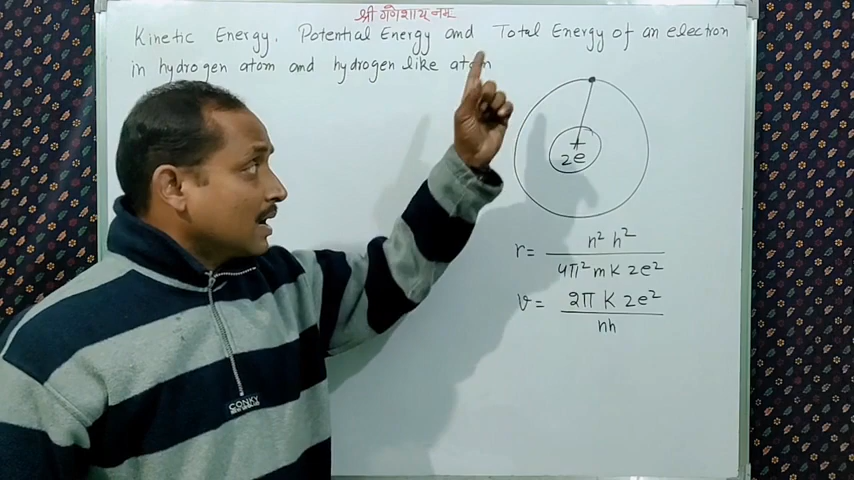 श्री गणेशाय नमः
Kinetic Energy, Potential Energy and Total Energy of an electron
in hydrogen atom and hydrogen like atom
+
ze
r = n² h² / 4π² m K ze²
v = 2π K ze² / nh
CONKY